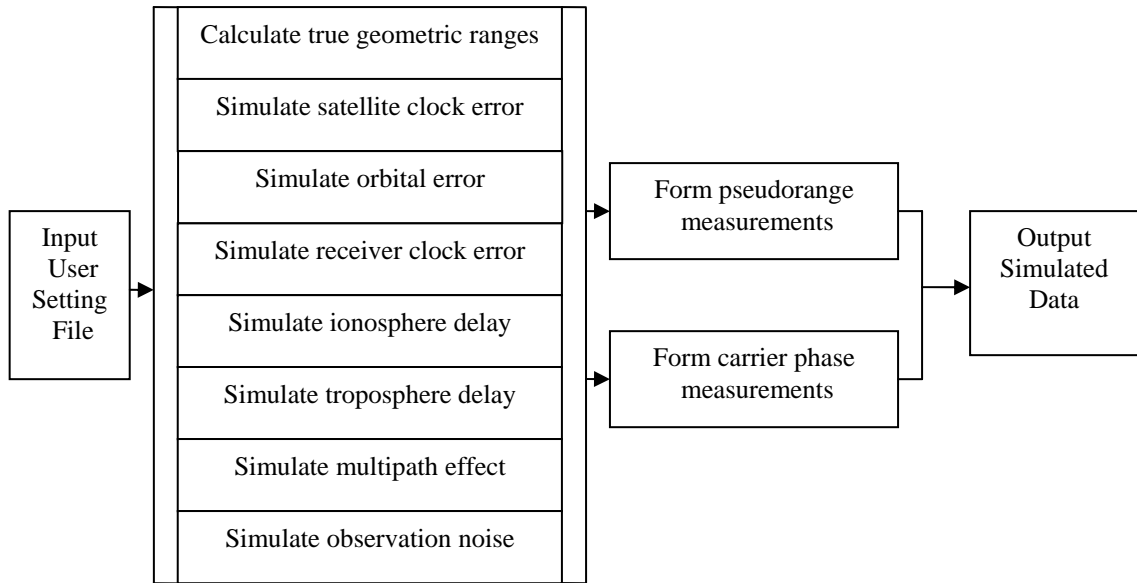 Input
User
Setting
File
Calculate true geometric ranges
Simulate satellite clock error
Simulate orbital error
Simulate receiver clock error
Simulate ionosphere delay
Simulate troposphere delay
Simulate multipath effect
Simulate observation noise
Form pseudorange
measurements
Form carrier phase
measurements
Output
Simulated
Data